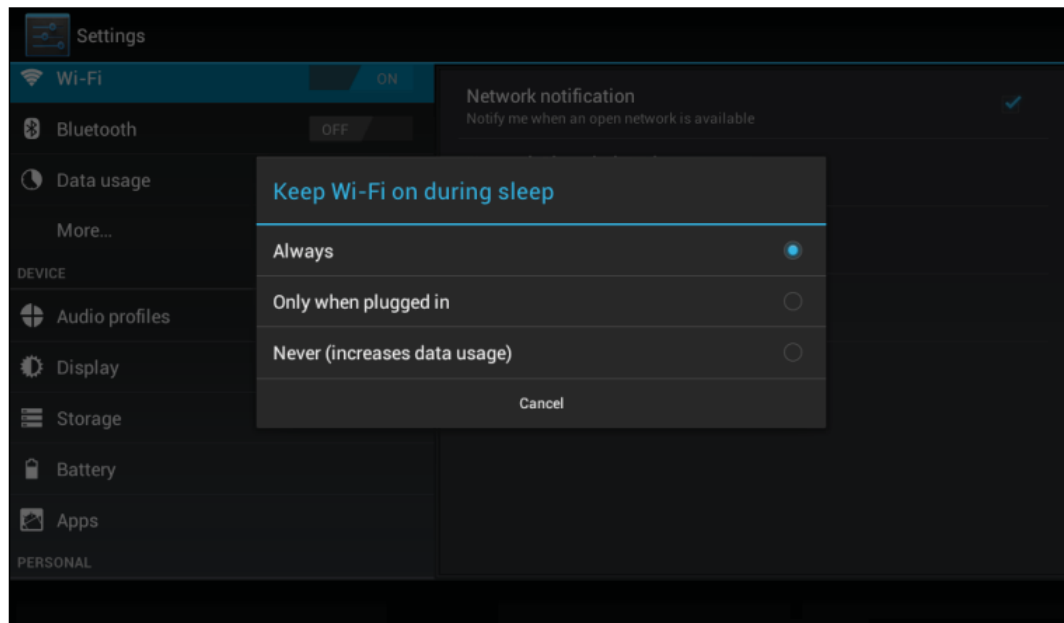 Settings
Wi-Fi
ON
Bluetooth
OFF
Data usage
More...
DEVICE
Audio profiles
Display
Storage
Battery
Apps
PERSONAL
Network notification
Notify me when an open network is available
Keep Wi-Fi on during sleep
Always
Only when plugged in
Never (increases data usage)
Cancel